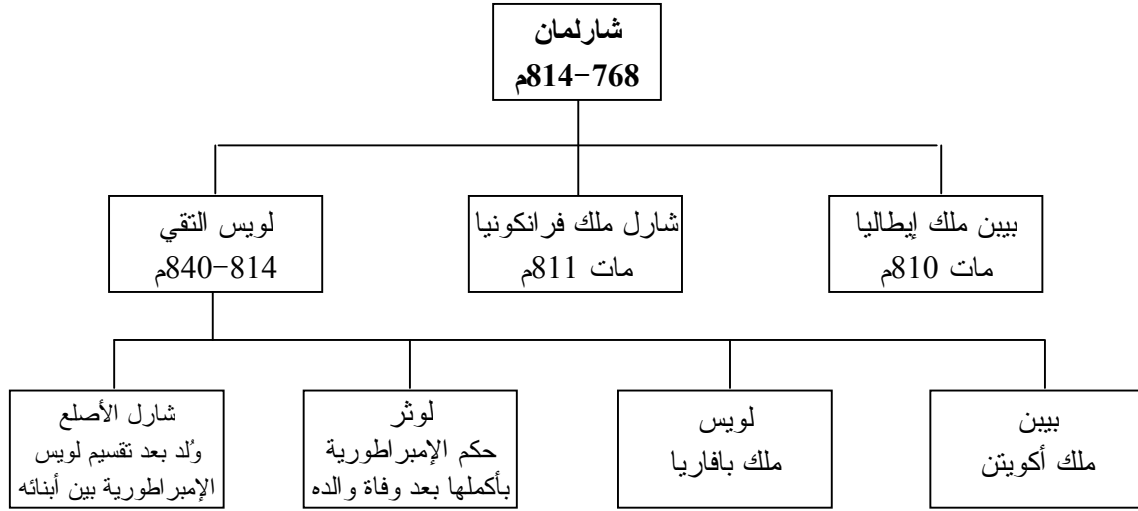 شارلمان
768-814م
بيبن ملك إيطاليا
مات 810م
شارل ملك فرانكونيا
مات 811م
لويس التقي
814-840م
بيبن
ملك أكويتن
لويس
ملك بافاريا
لوثر
حكم الإمبراطورية
بأكملها بعد وفاة والده
شارل الأصلع
وُلد بعد تقسيم لويس
الإمبراطورية بين أبنائه